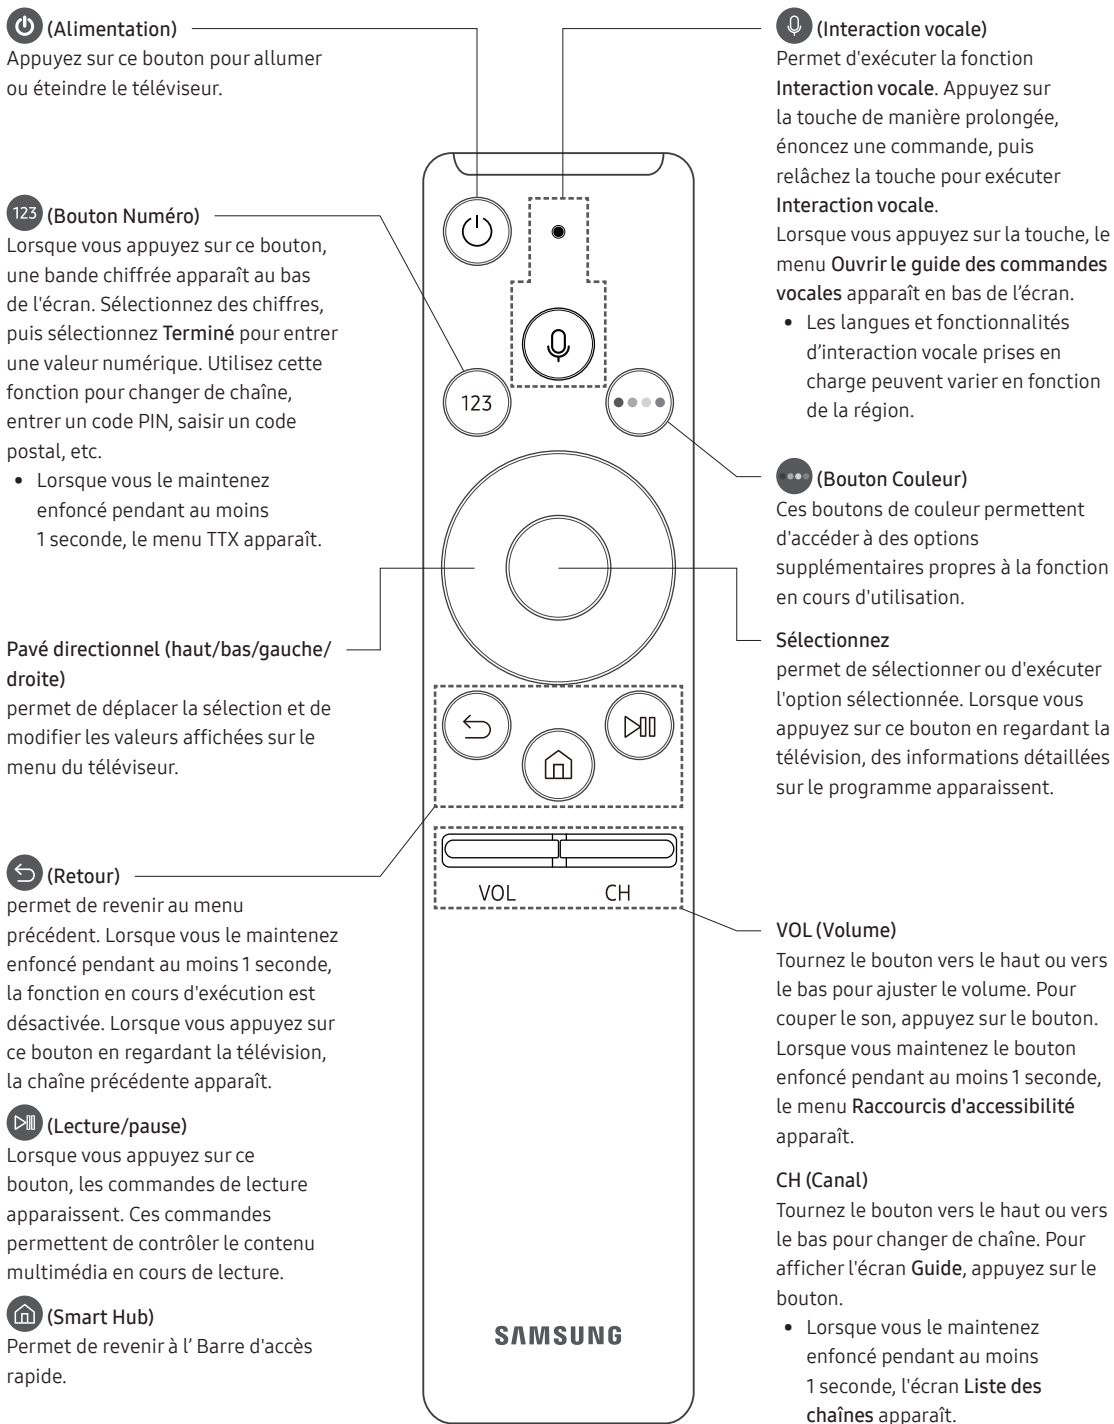 (Alimentation)
Appuyez sur ce bouton pour allumer
ou éteindre le téléviseur.
123 (Bouton Numéro)
Lorsque vous appuyez sur ce bouton,
une bande chiffrée apparaît au bas
de l'écran. Sélectionnez des chiffres,
puis sélectionnez Terminé pour entrer
une valeur numérique. Utilisez cette
fonction pour changer de chaîne,
entrer un code PIN, saisir un code
postal, etc.
• Lorsque vous le maintenez
enfoncé pendant au moins
1 seconde, le menu TTX apparaît.
Pavé directionnel (haut/bas/gauche/
droite)
permet de déplacer la sélection et de
modifier les valeurs affichées sur le
menu du téléviseur.
(Retour)
permet de revenir au menu
précédent. Lorsque vous le maintenez
enfoncé pendant au moins 1 seconde,
la fonction en cours d'exécution est
désactivée. Lorsque vous appuyez sur
ce bouton en regardant la télévision,
la chaîne précédente apparaît.
(Lecture/pause)
Lorsque vous appuyez sur ce
bouton, les commandes de lecture
apparaissent. Ces commandes
permettent de contrôler le contenu
multimédia en cours de lecture.
(Smart Hub)
Permet de revenir à l’ Barre d'accès
rapide.
123
VOL CH
SAMSUNG
(Interaction vocale)
Permet d'exécuter la fonction
Interaction vocale. Appuyez sur
la touche de manière prolongée,
énoncez une commande, puis
relâchez la touche pour exécuter
Interaction vocale.
Lorsque vous appuyez sur la touche, le
menu Ouvrir le guide des commandes
vocales apparaît en bas de l’écran.
• Les langues et fonctionnalités
d’interaction vocale prises en
charge peuvent varier en fonction
de la région.
(Bouton Couleur)
Ces boutons de couleur permettent
d'accéder à des options
supplémentaires propres à la fonction
en cours d'utilisation.
Sélectionnez
permet de sélectionner ou d'exécuter
l'option sélectionnée. Lorsque vous
appuyez sur ce bouton en regardant la
télévision, des informations détaillées
sur le programme apparaissent.
VOL (Volume)
Tournez le bouton vers le haut ou vers
le bas pour ajuster le volume. Pour
couper le son, appuyez sur le bouton.
Lorsque vous maintenez le bouton
enfoncé pendant au moins 1 seconde,
le menu Raccourcis d'accessibilité
apparaît.
CH (Canal)
Tournez le bouton vers le haut ou vers
le bas pour changer de chaîne. Pour
afficher l'écran Guide, appuyez sur le
bouton.
• Lorsque vous le maintenez
enfoncé pendant au moins
1 seconde, l'écran Liste des
chaînes apparaît.